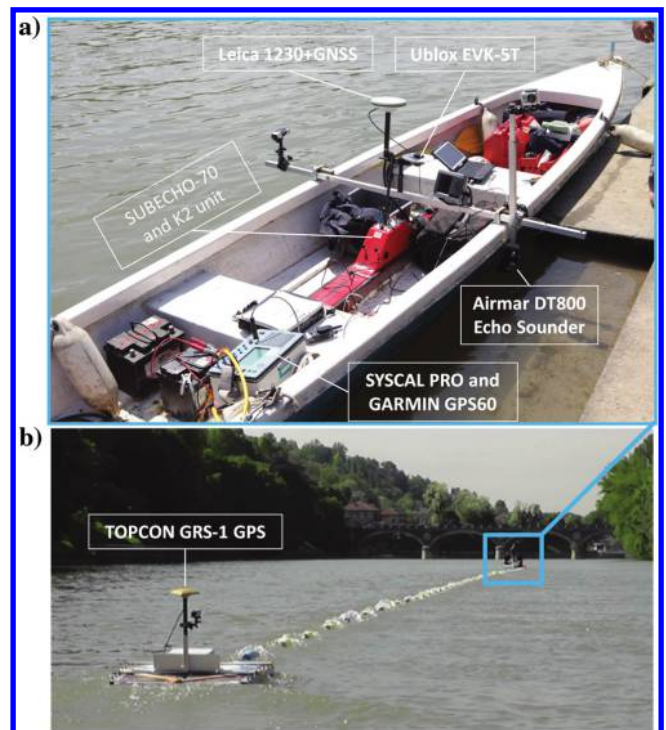 a)
Leica 1230+GNSS
Ublox EVK-5T
SUBECHO-70
and K2 unit
Airmar DT800
Echo Sounder
SYSCAL PRO and
GARMIN GPS60
b)
TOPCON GRS-1 GPS